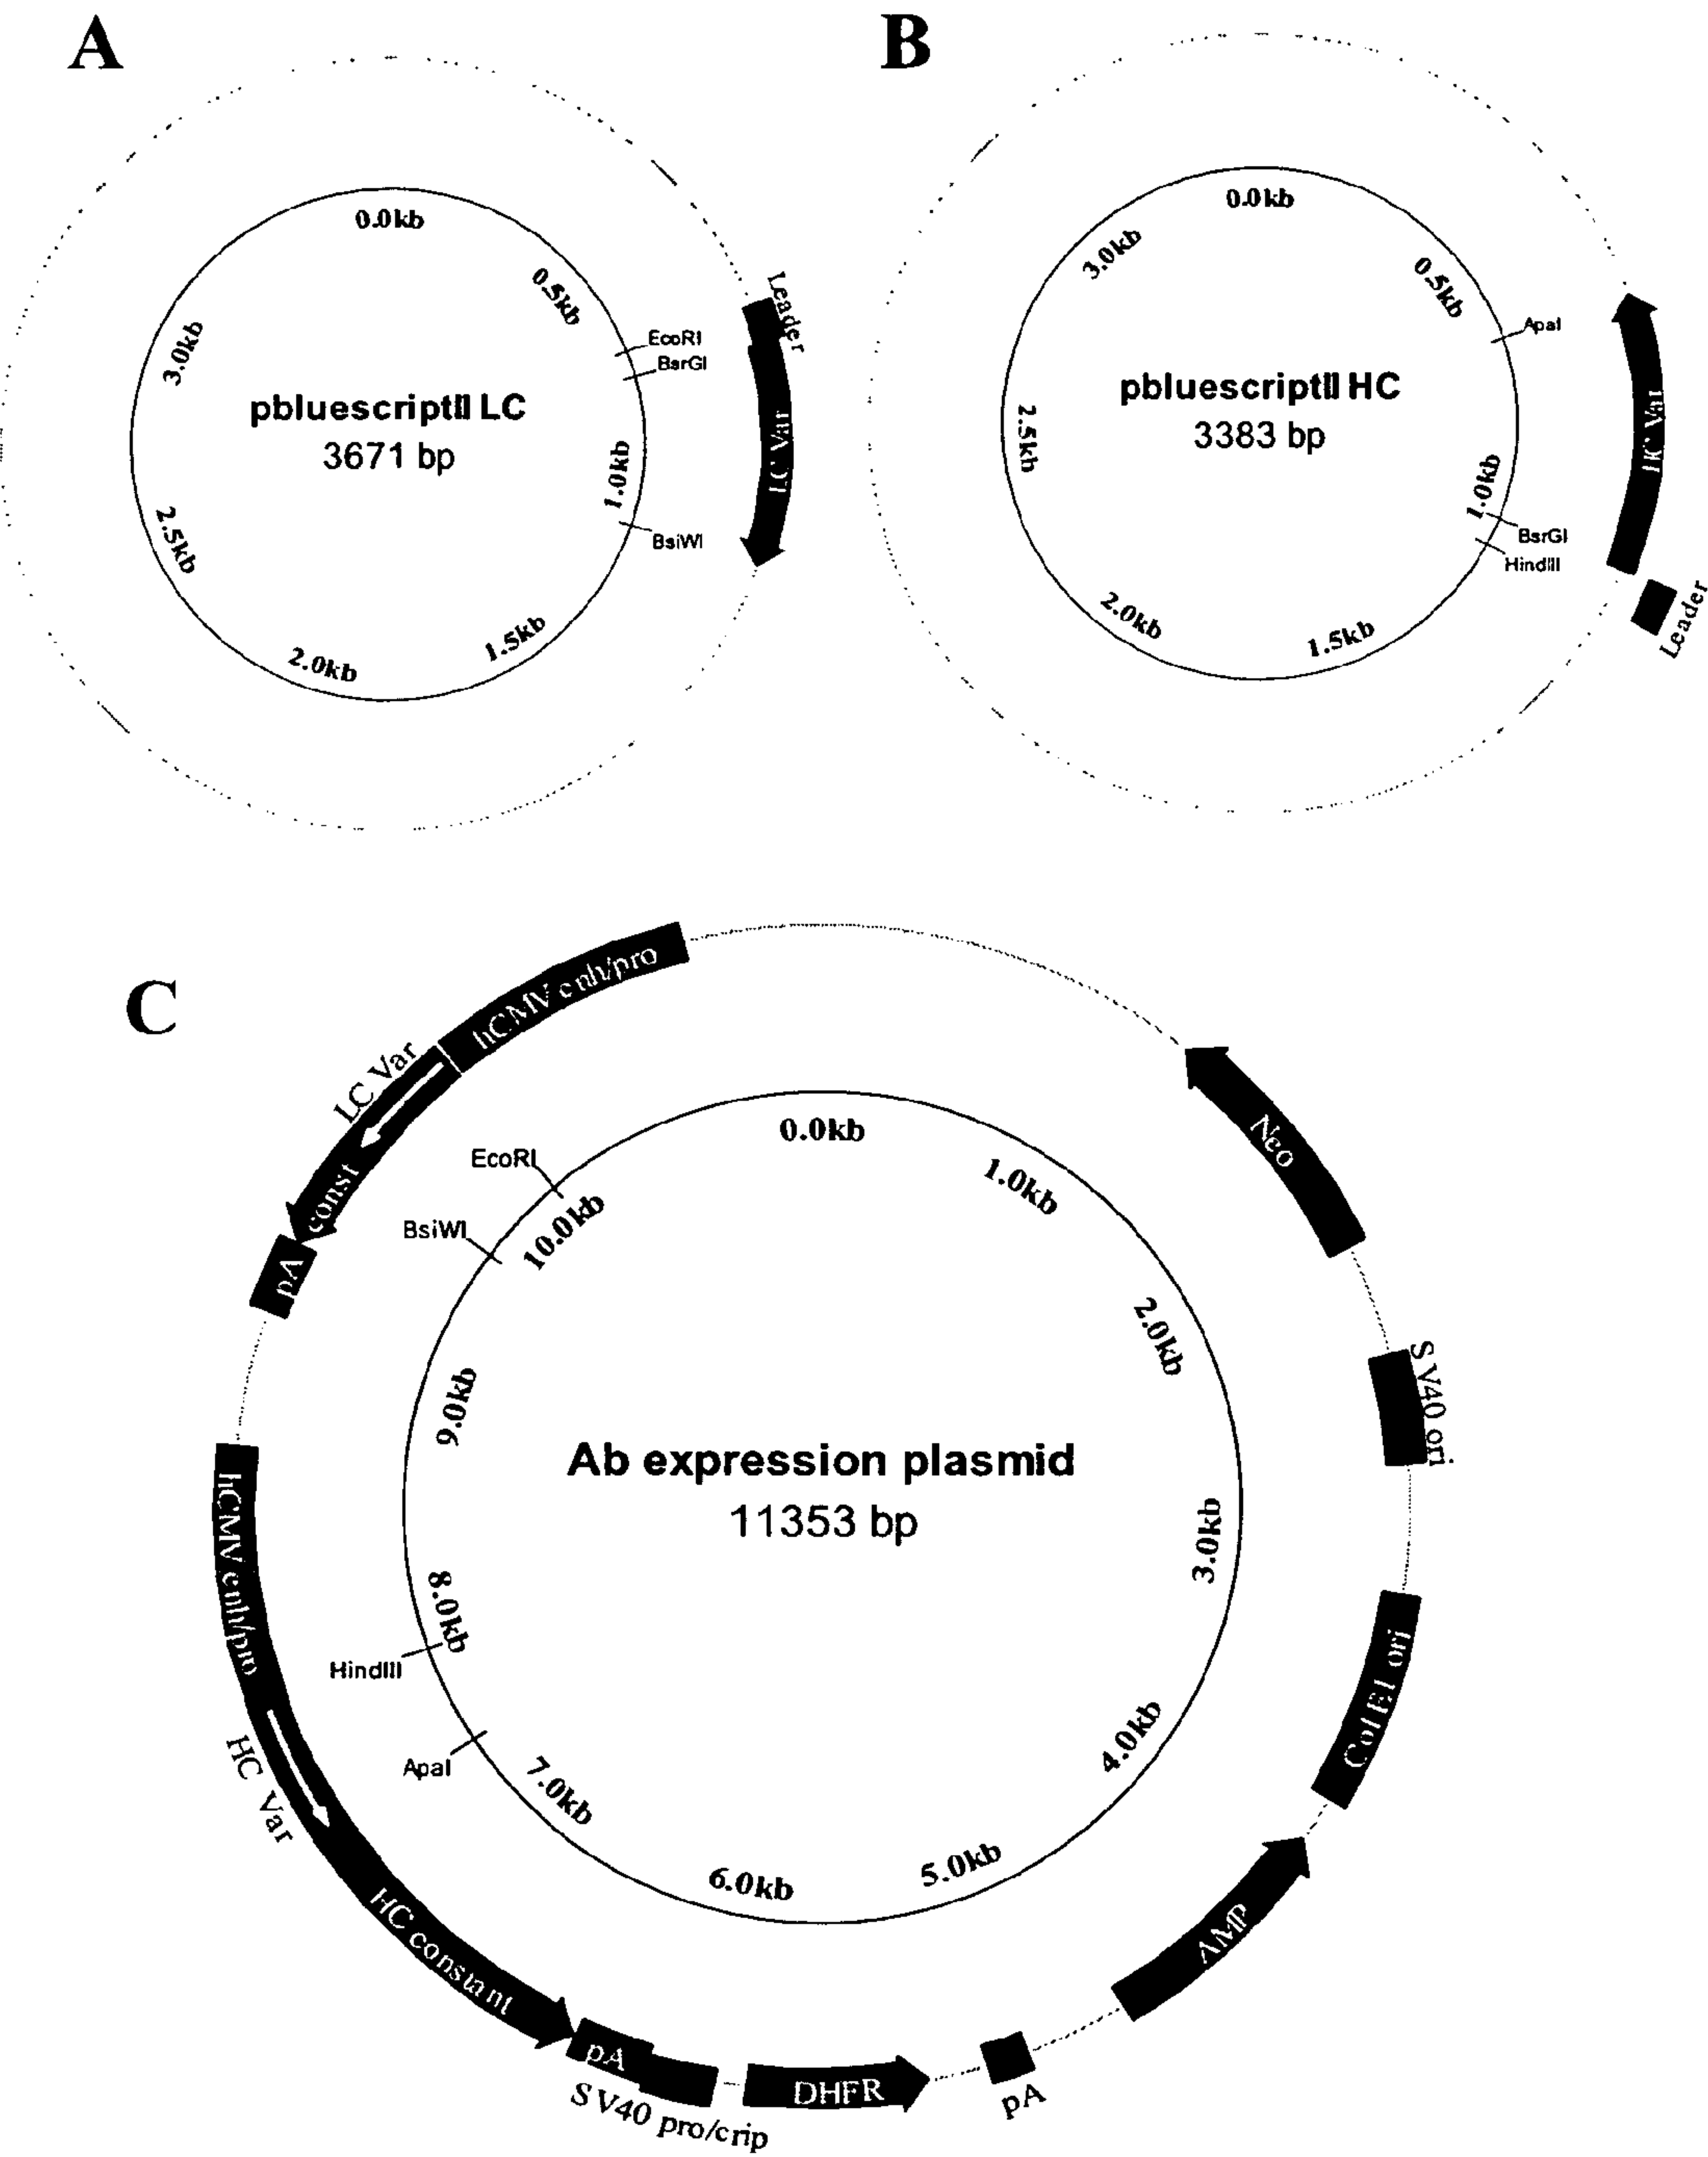 A
0.0kb
0.5kb
EcoRI
BsrGI
1.0kb
BsiWI
1.5kb
2.0kb
2.5kb
3.0kb
pbluescriptII LC
3671 bp
Leader
LC Var
B
0.0kb
0.5kb
ApaI
1.0kb
BsrGI
HindIII
1.5kb
2.0kb
2.5kb
3.0kb
pbluescriptII HC
3383 bp
HC Var
Leader
C
hCMV enh/pro
LC Var
const
pA
hCMV enh/pro
HC Var
HC constant
pA
SV40 pro/crip
DHFR
pA
AMP
Col E1 ori
SV40 ori
Neo
0.0kb
1.0kb
2.0kb
3.0kb
4.0kb
5.0kb
6.0kb
7.0kb
ApaI
HindIII
8.0kb
9.0kb
BsiWI
EcoRI
10.0kb
Ab expression plasmid
11353 bp